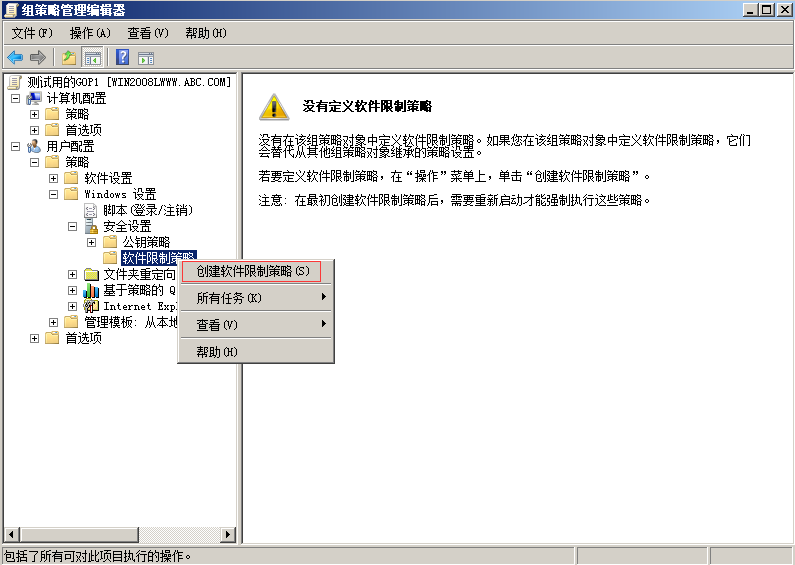 组策略管理编辑器
文件(F) 操作(A) 查看(V) 帮助(H)
测试用的GOP1 [WIN2008LWWW.ABC.COM]
计算机配置
策略
首选项
用户配置
策略
软件设置
Windows 设置
脚本(登录/注销)
安全设置
公钥策略
软件限制策略
文件夹重定向
基于策略的 Q
Internet Expl
管理模板: 从本地
首选项
创建软件限制策略(S)
所有任务(K)
查看(V)
帮助(H)
没有定义软件限制策略
没有在该组策略对象中定义软件限制策略。如果您在该组策略对象中定义软件限制策略，它们
会替代从其他组策略对象继承的策略设置。
若要定义软件限制策略，在“操作”菜单上，单击“创建软件限制策略”。
注意: 在最初创建软件限制策略后，需要重新启动才能强制执行这些策略。
包括了所有可对此项目执行的操作。